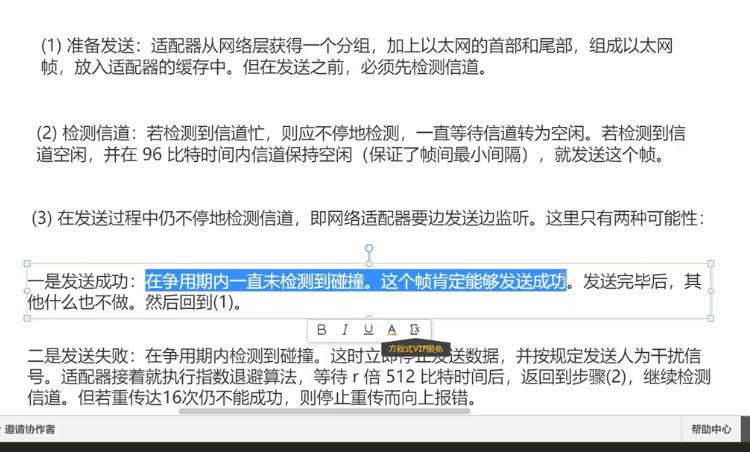 (1) 准备发送：适配器从网络层获得一个分组，加上以太网的首部和尾部，组成以太网
帧，放入适配器的缓存中。但在发送之前，必须先检测信道。
(2) 检测信道：若检测到信道忙，则应不停地检测，一直等待信道转为空闲。若检测到信
道空闲，并在 96 比特时间内信道保持空闲（保证了帧间最小间隔），就发送这个帧。
(3) 在发送过程中仍不停地检测信道，即网络适配器要边发送边监听。这里只有两种可能性：
一是发送成功：在争用期内一直未检测到碰撞。这个帧肯定能够发送成功。发送完毕后，其
他什么也不做。然后回到(1)。
B I U A
方程式VIP限免
二是发送失败：在争用期内检测到碰撞。这时立即停止发送数据，并按规定发送人为干扰信
号。适配器接着就执行指数退避算法，等待 r 倍 512 比特时间后，返回到步骤(2)，继续检测
信道。但若重传达16次仍不能成功，则停止重传而向上报错。
邀请协作者
帮助中心